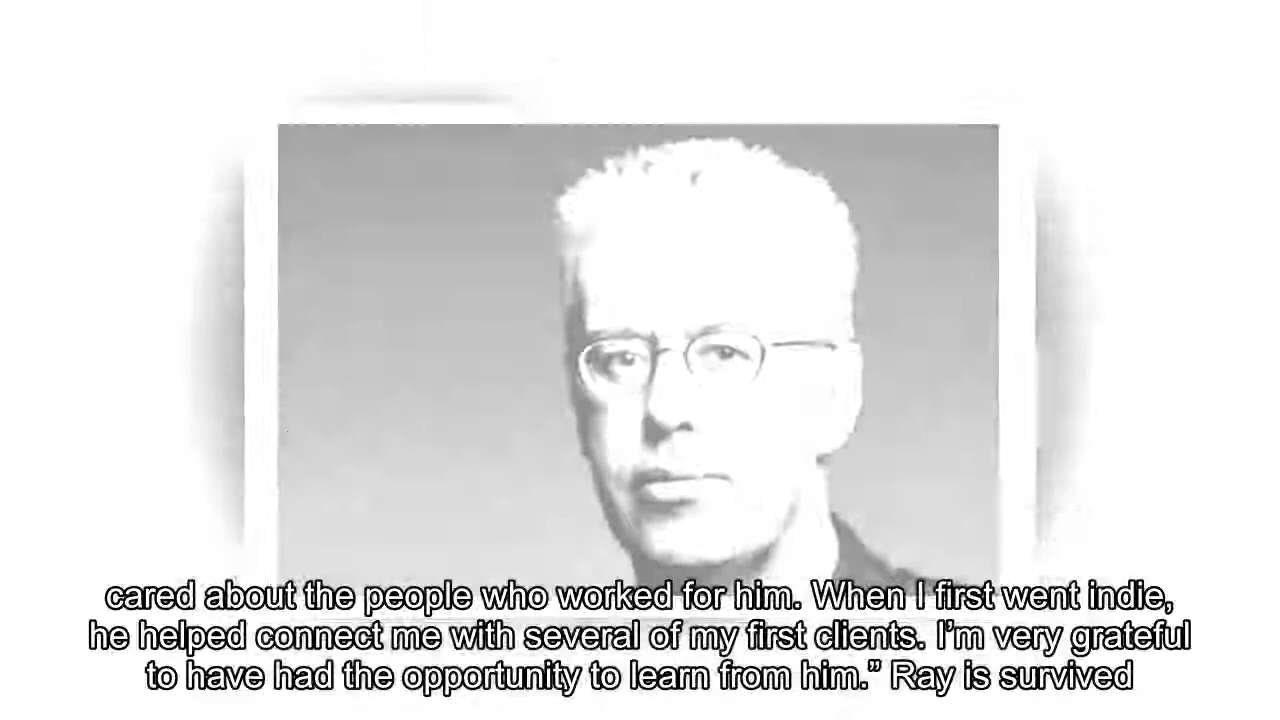 cared about the people who worked for him. When I first went indie,
he helped connect me with several of my first clients. I’m very grateful
to have had the opportunity to learn from him.” Ray is survived